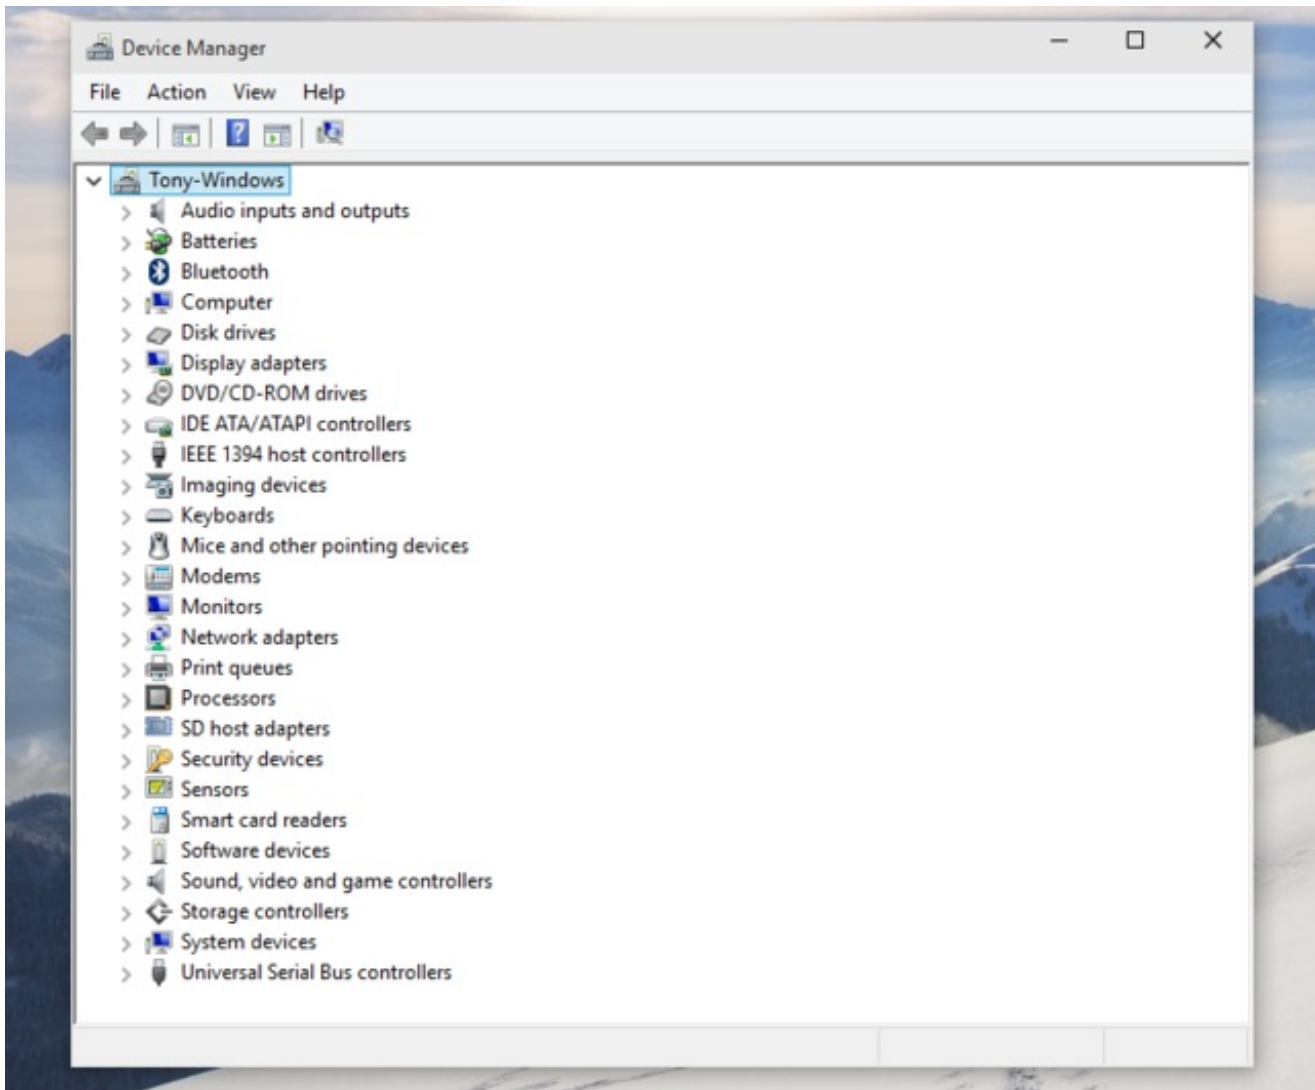 Device Manager
File Action View Help
Tony-Windows
Audio inputs and outputs
Batteries
Bluetooth
Computer
Disk drives
Display adapters
DVD/CD-ROM drives
IDE ATA/ATAPI controllers
IEEE 1394 host controllers
Imaging devices
Keyboards
Mice and other pointing devices
Modems
Monitors
Network adapters
Print queues
Processors
SD host adapters
Security devices
Sensors
Smart card readers
Software devices
Sound, video and game controllers
Storage controllers
System devices
Universal Serial Bus controllers